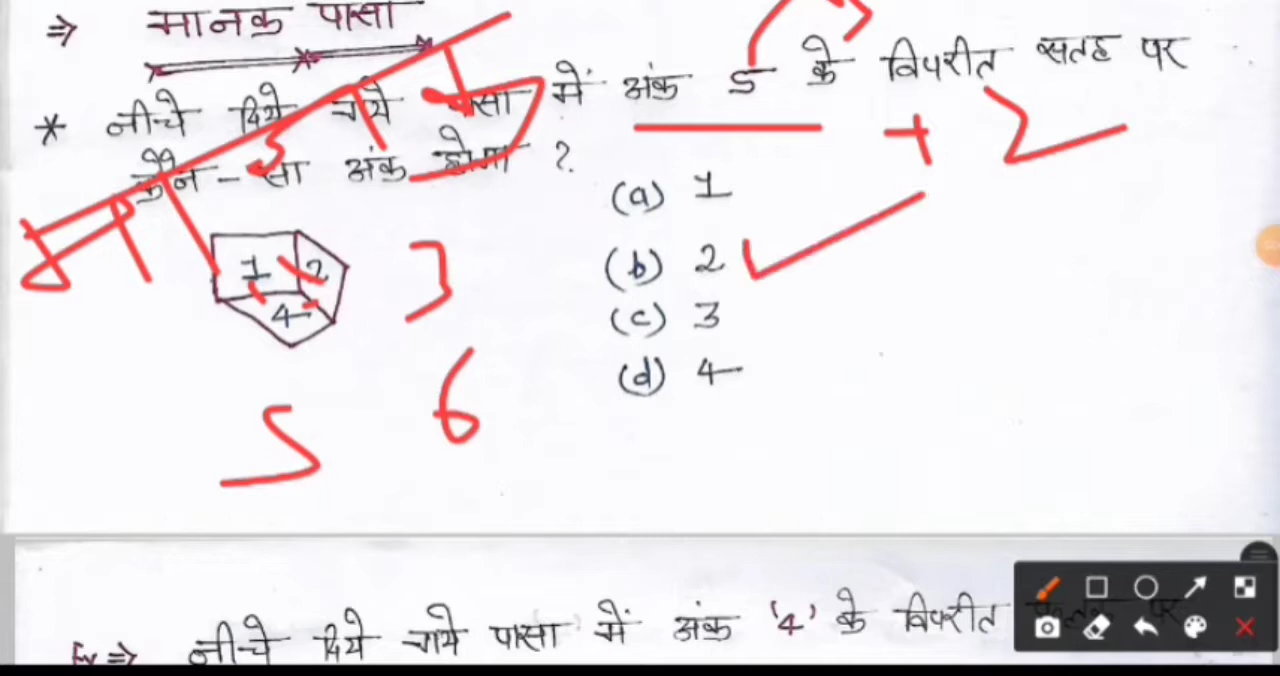 ⇒ मानक पासा
* नीचे दिये गये पासा में अंक 5 के विपरीत सतह पर
कौन-सा अंक होगा ?
(a) 1
(b) 2
(c) 3
(d) 4
1 2
4
3
6
5
Ex ⇒ नीचे दिये गये पासा में अंक '4' के विपरीत